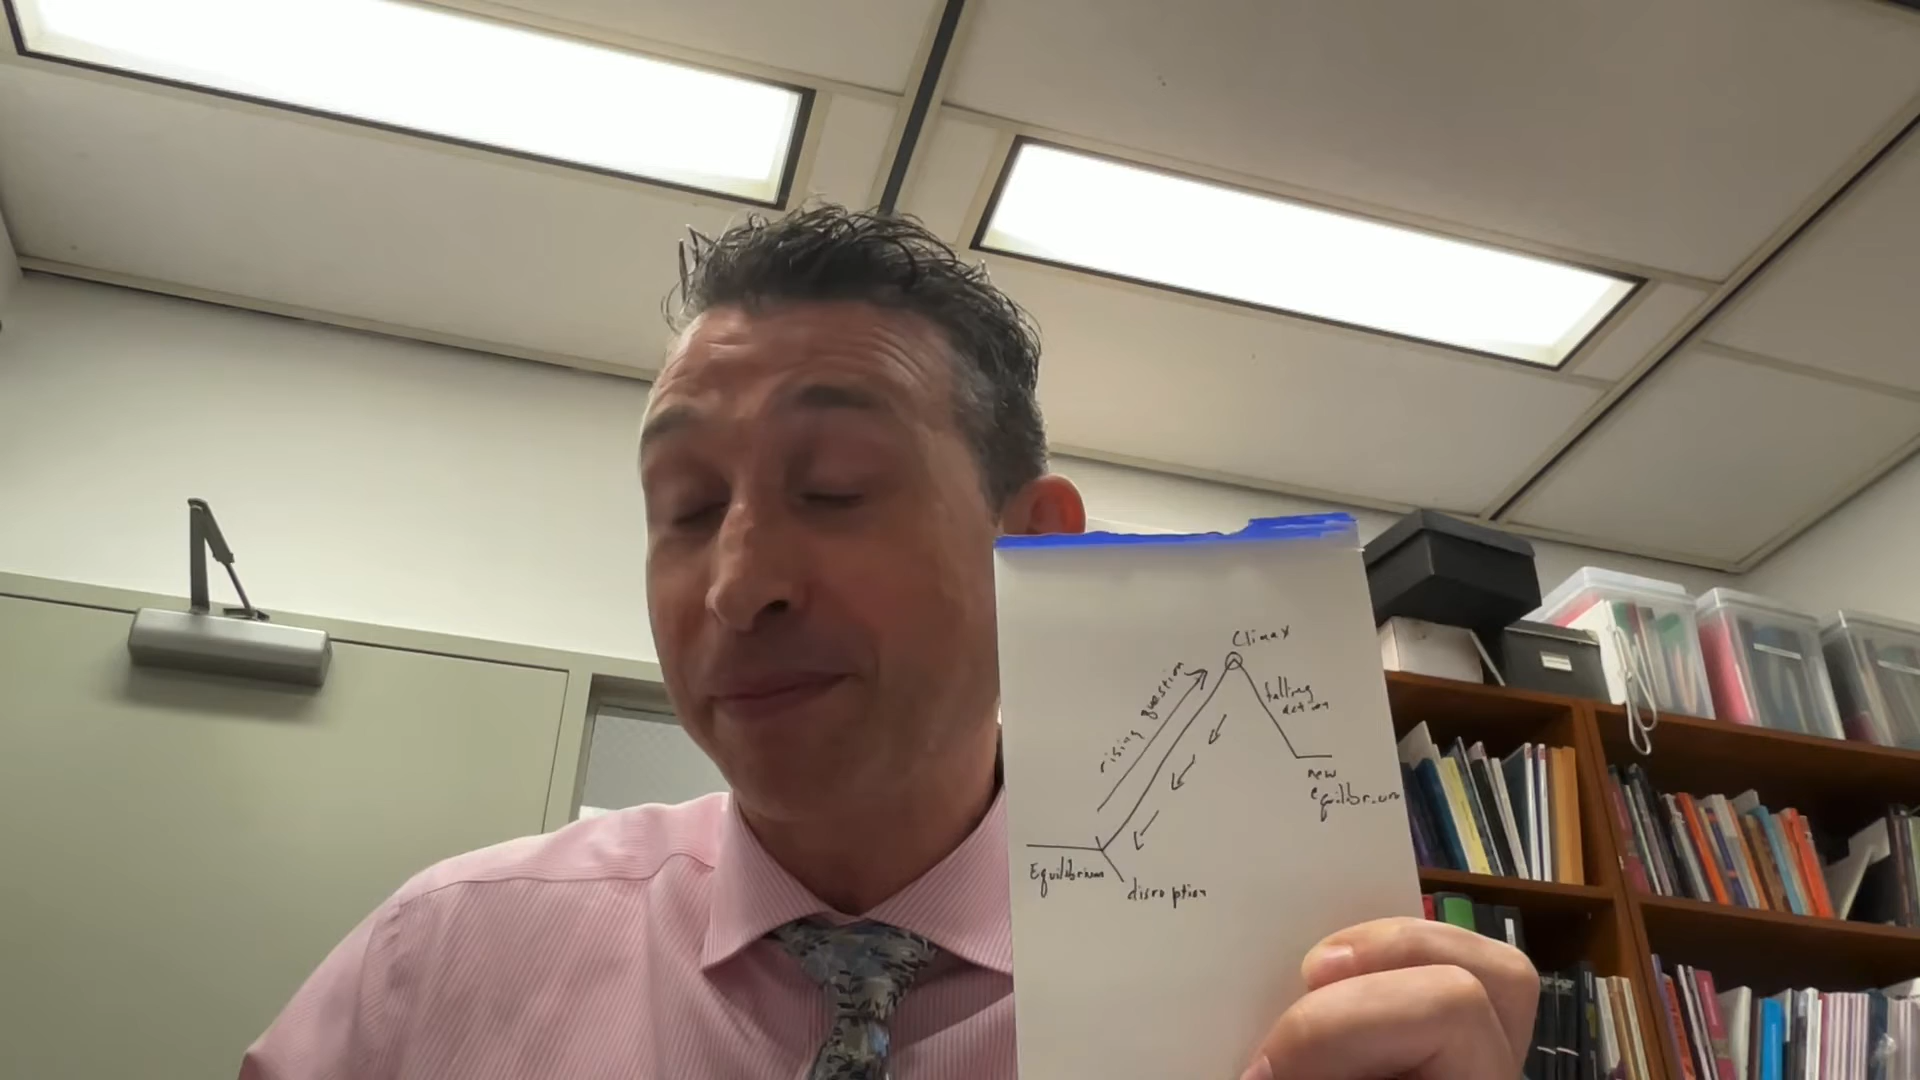 Climax
rising question
falling
action
new
equilibrium
Equilibrium
disruption